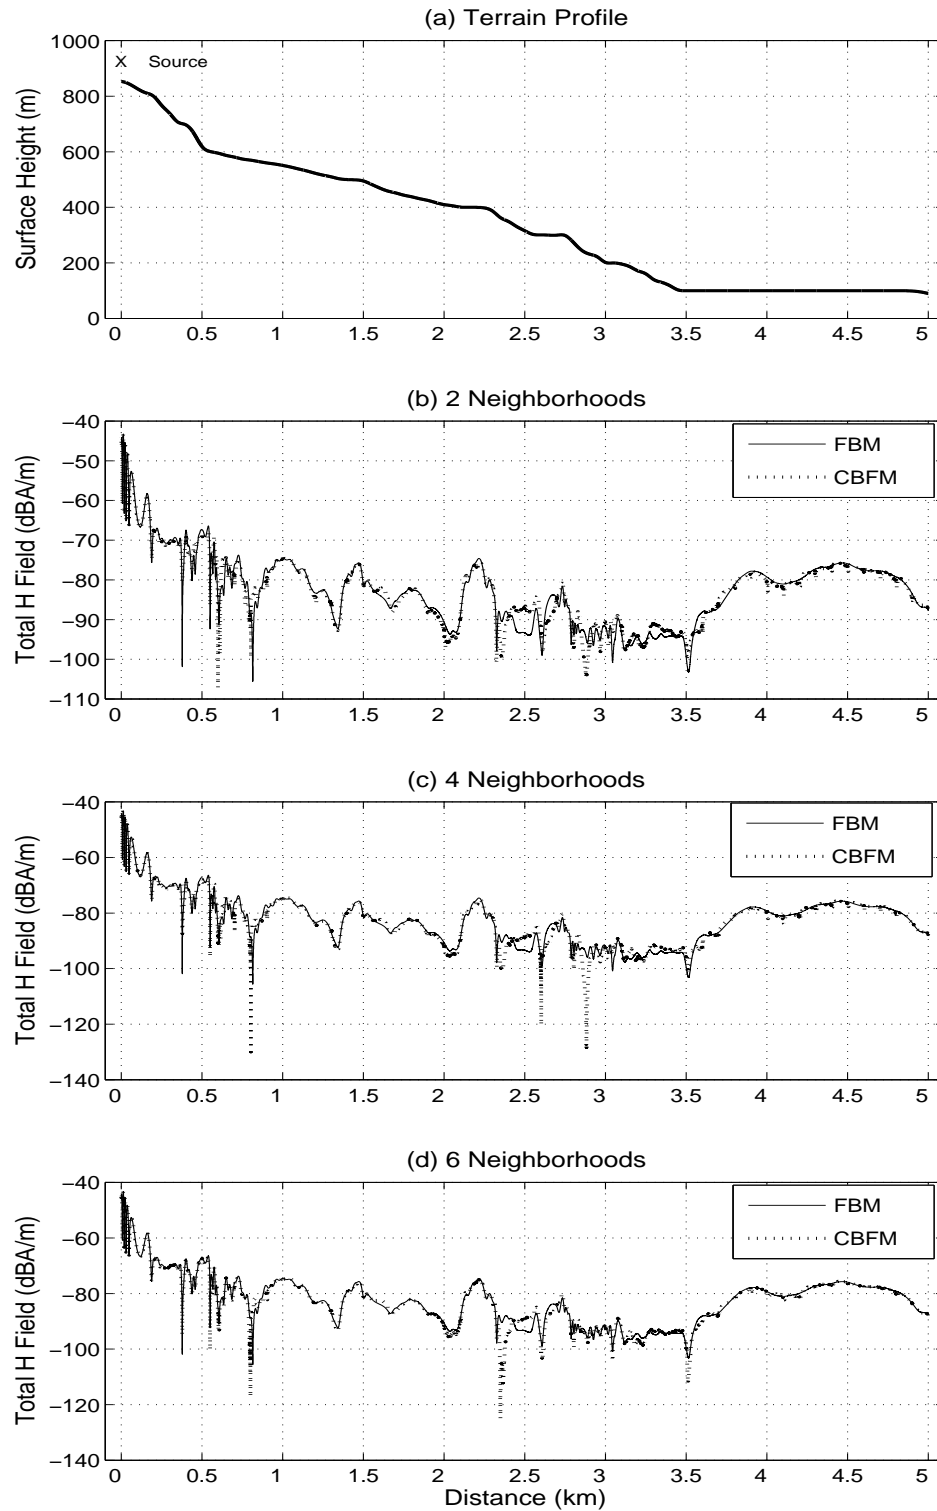 (a) Terrain Profile
Surface Height (m)
1000
800
600
400
200
0
X Source
0 0.5 1 1.5 2 2.5 3 3.5 4 4.5 5
(b) 2 Neighborhoods
Total H Field (dBA/m)
−40
−50
−60
−70
−80
−90
−100
−110
FBM
CBFM
0 0.5 1 1.5 2 2.5 3 3.5 4 4.5 5
(c) 4 Neighborhoods
Total H Field (dBA/m)
−40
−60
−80
−100
−120
−140
FBM
CBFM
0 0.5 1 1.5 2 2.5 3 3.5 4 4.5 5
(d) 6 Neighborhoods
Total H Field (dBA/m)
−40
−60
−80
−100
−120
−140
FBM
CBFM
0 0.5 1 1.5 2 2.5 3 3.5 4 4.5 5
Distance (km)